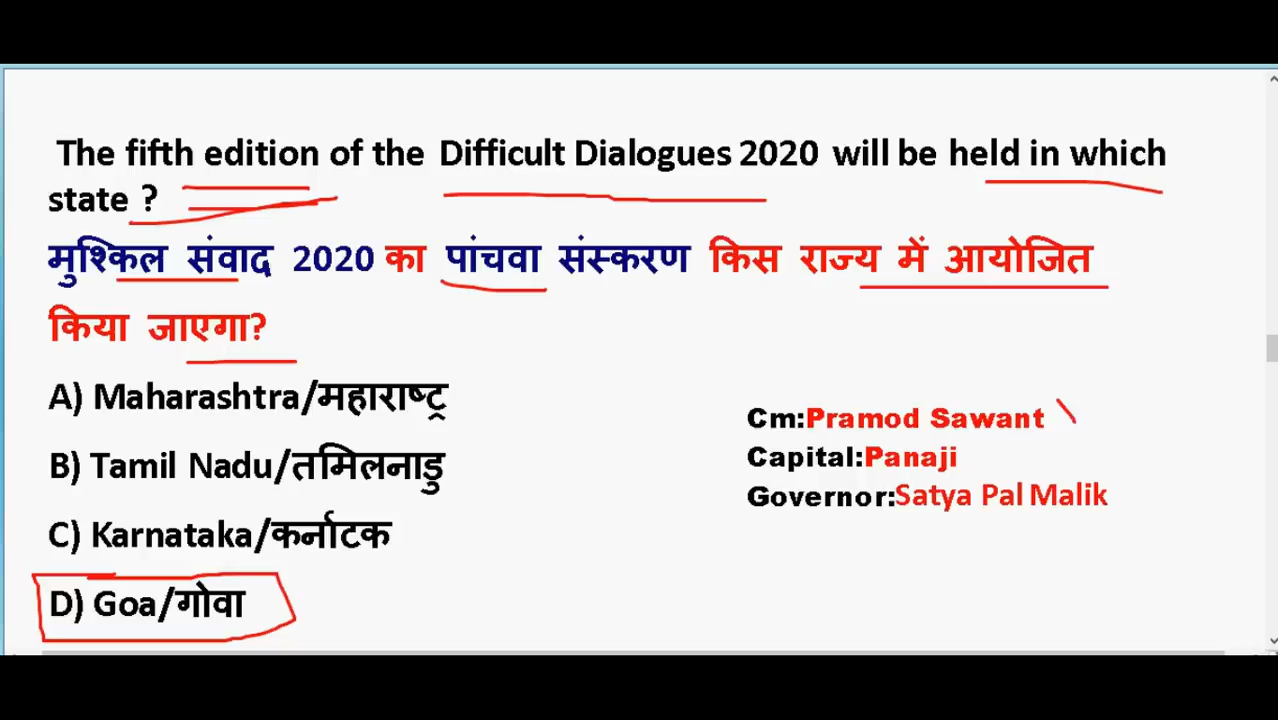 The fifth edition of the Difficult Dialogues 2020 will be held in which
state ?
मुश्किल संवाद 2020 का पांचवा संस्करण किस राज्य में आयोजित
किया जाएगा?
A) Maharashtra/महाराष्ट्र
B) Tamil Nadu/तमिलनाडु
C) Karnataka/कर्नाटक
D) Goa/गोवा
Cm:Pramod Sawant
Capital:Panaji
Governor:Satya Pal Malik